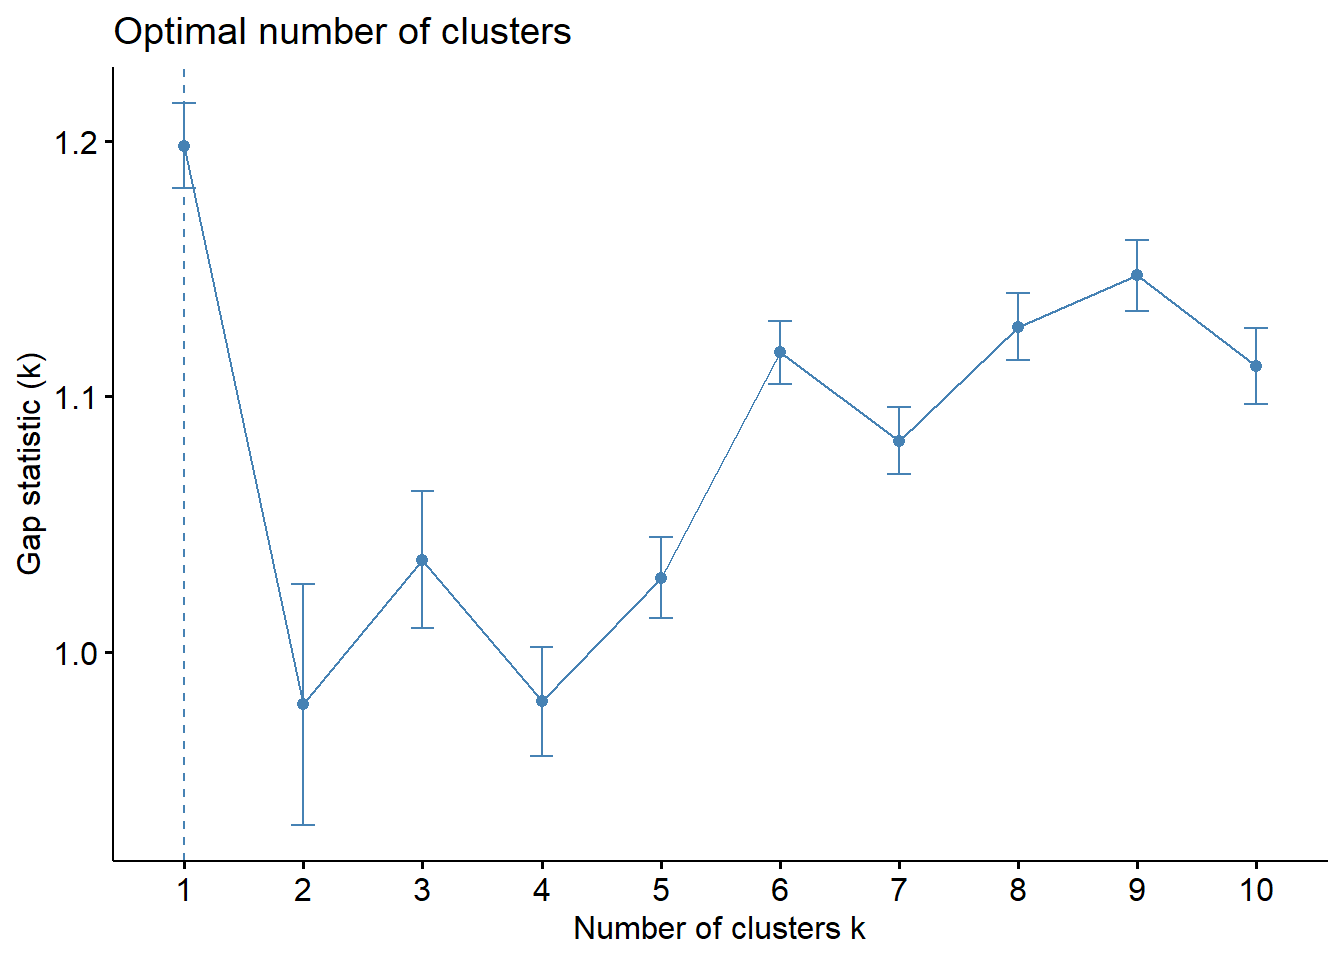 Optimal number of clusters
Gap statistic (k)
1.2
1.1
1.0
1 2 3 4 5 6 7 8 9 10
Number of clusters k